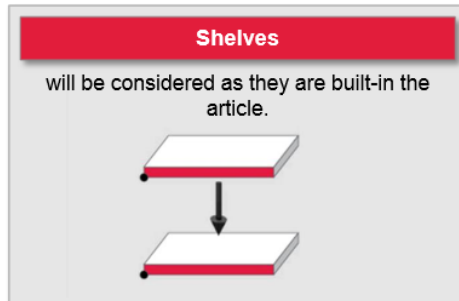 Shelves
will be considered as they are built-in the
article.